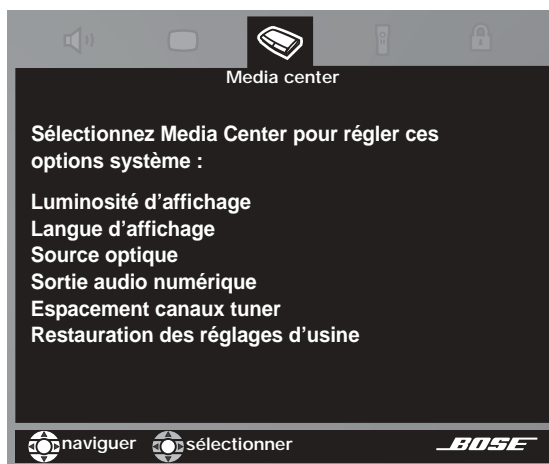 Media center
Sélectionnez Media Center pour régler ces
options système :
Luminosité d’affichage
Langue d’affichage
Source optique
Sortie audio numérique
Espacement canaux tuner
Restauration des réglages d’usine
naviguer sélectionner BOSE